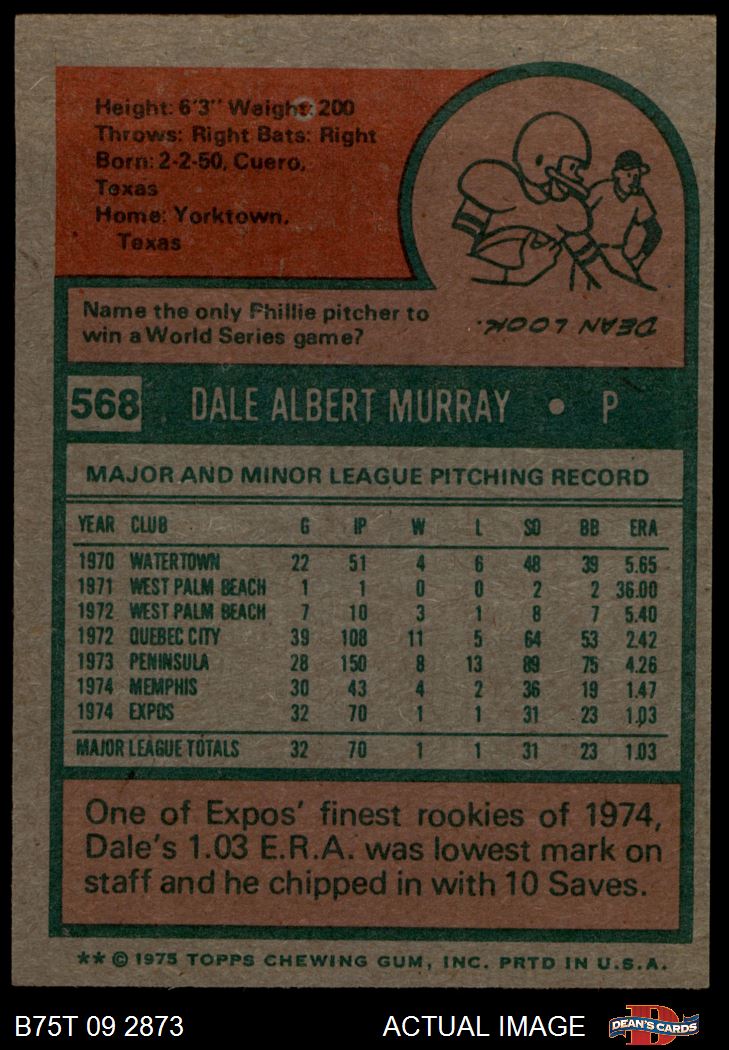 Height: 6'3" Weight: 200
Throws: Right Bats: Right
Born: 2-2-50, Cuero,
Texas
Home: Yorktown,
Texas
Name the only Phillie pitcher to
win a World Series game?
DEAN LOOK.
568 DALE ALBERT MURRAY • P
MAJOR AND MINOR LEAGUE PITCHING RECORD
YEAR CLUB G IP W L SO BB ERA
1970 WATERTOWN 22 51 4 6 48 39 5.65
1971 WEST PALM BEACH 1 1 0 0 2 2 36.00
1972 WEST PALM BEACH 7 10 3 1 8 7 5.40
1972 QUEBEC CITY 39 108 11 5 64 53 2.42
1973 PENINSULA 28 150 8 13 89 75 4.26
1974 MEMPHIS 30 43 4 2 36 19 1.47
1974 EXPOS 32 70 1 1 31 23 1.03
MAJOR LEAGUE TOTALS 32 70 1 1 31 23 1.03
One of Expos' finest rookies of 1974,
Dale's 1.03 E.R.A. was lowest mark on
staff and he chipped in with 10 Saves.
** © 1975 TOPPS CHEWING GUM, INC. PRTD IN U.S.A.
B75T 09 2873 ACTUAL IMAGE D DEAN'S CARDS